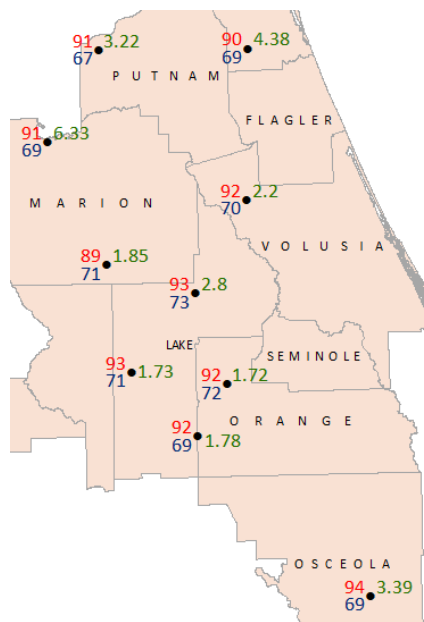 91 3.22
67
90 4.38
69
PUTNAM
FLAGLER
91 6.33
69
MARION
92 2.2
70
VOLUSIA
89 1.85
71
93 2.8
73
LAKE
SEMINOLE
93 1.73
71
92 1.72
72
ORANGE
92
69 1.78
OSCEOLA
94 3.39
69